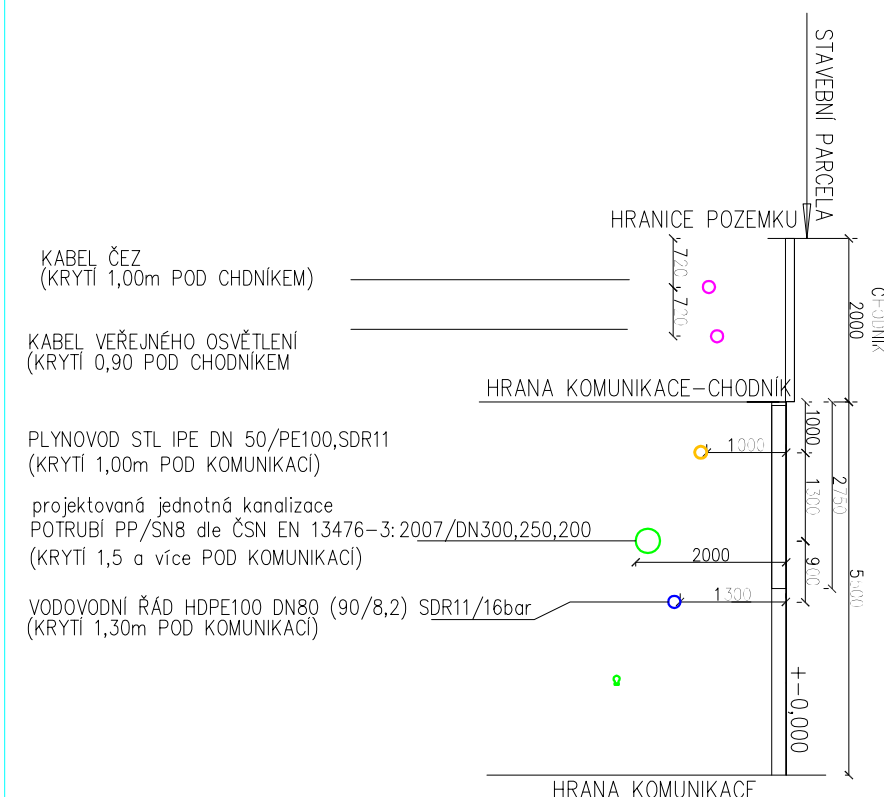 STAVEBNÍ PARCELA
HRANICE POZEMKU
KABEL ČEZ
(KRYTÍ 1,00m POD CHDNÍKEM)
720
720
CHODNÍK
2000
KABEL VEŘEJNÉHO OSVĚTLENÍ
(KRYTÍ 0,90 POD CHODNÍKEM
HRANA KOMUNIKACE-CHODNÍK
PLYNOVOD STL IPE DN 50/PE100,SDR11
(KRYTÍ 1,00m POD KOMUNIKACÍ)
1000
1000
1300
2750
projektovaná jednotná kanalizace
POTRUBÍ PP/SN8 dle ČSN EN 13476-3:2007/DN300,250,200
(KRYTÍ 1,5 a více POD KOMUNIKACÍ)
2000
900
VODOVODNÍ ŘÁD HDPE100 DN80 (90/8,2) SDR11/16bar
(KRYTÍ 1,30m POD KOMUNIKACÍ)
1300
+-0,000
HRANA KOMUNIKACE